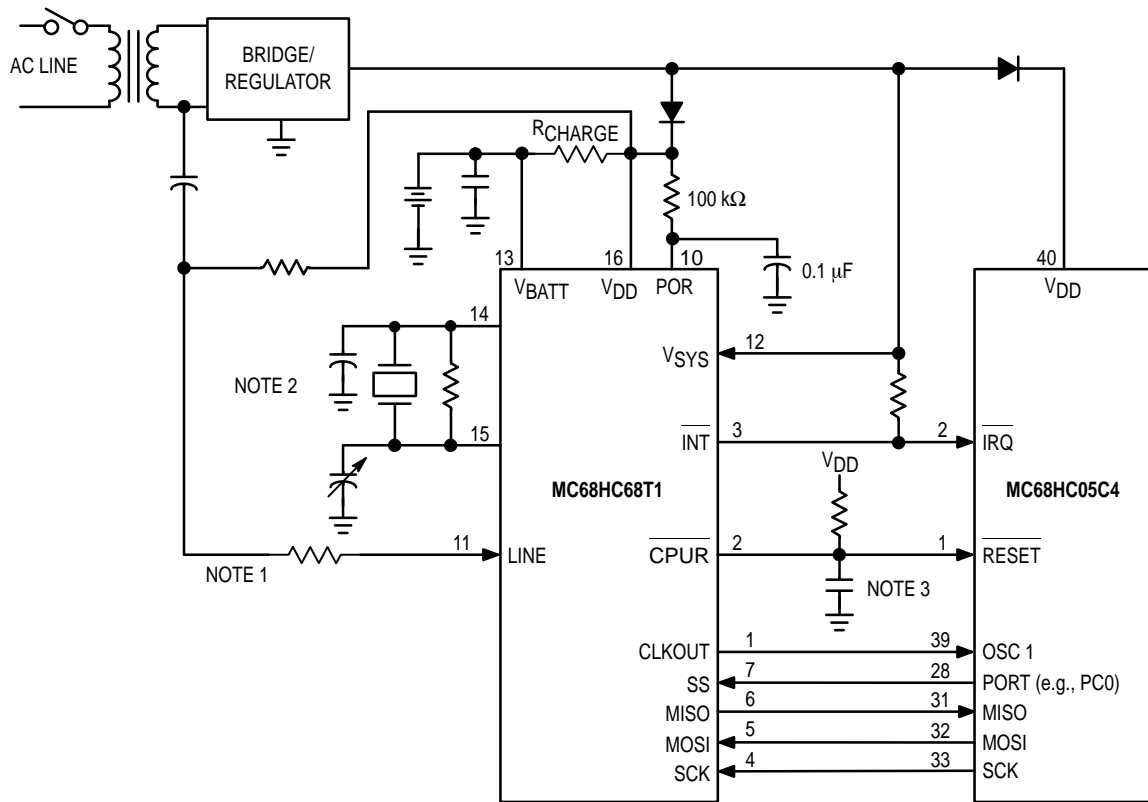 AC LINE
BRIDGE/
REGULATOR
RCHARGE
100 kΩ
0.1 µF
13
16
10
40
VBATT
VDD
POR
VDD
14
12
VSYS
NOTE 2
15
INT
3
2
IRQ
VDD
MC68HC68T1
MC68HC05C4
11
LINE
NOTE 1
CPUR
2
1
RESET
NOTE 3
CLKOUT
1
39
OSC 1
SS
7
28
PORT (e.g., PC0)
MISO
6
31
MISO
MOSI
5
32
MOSI
SCK
4
33
SCK